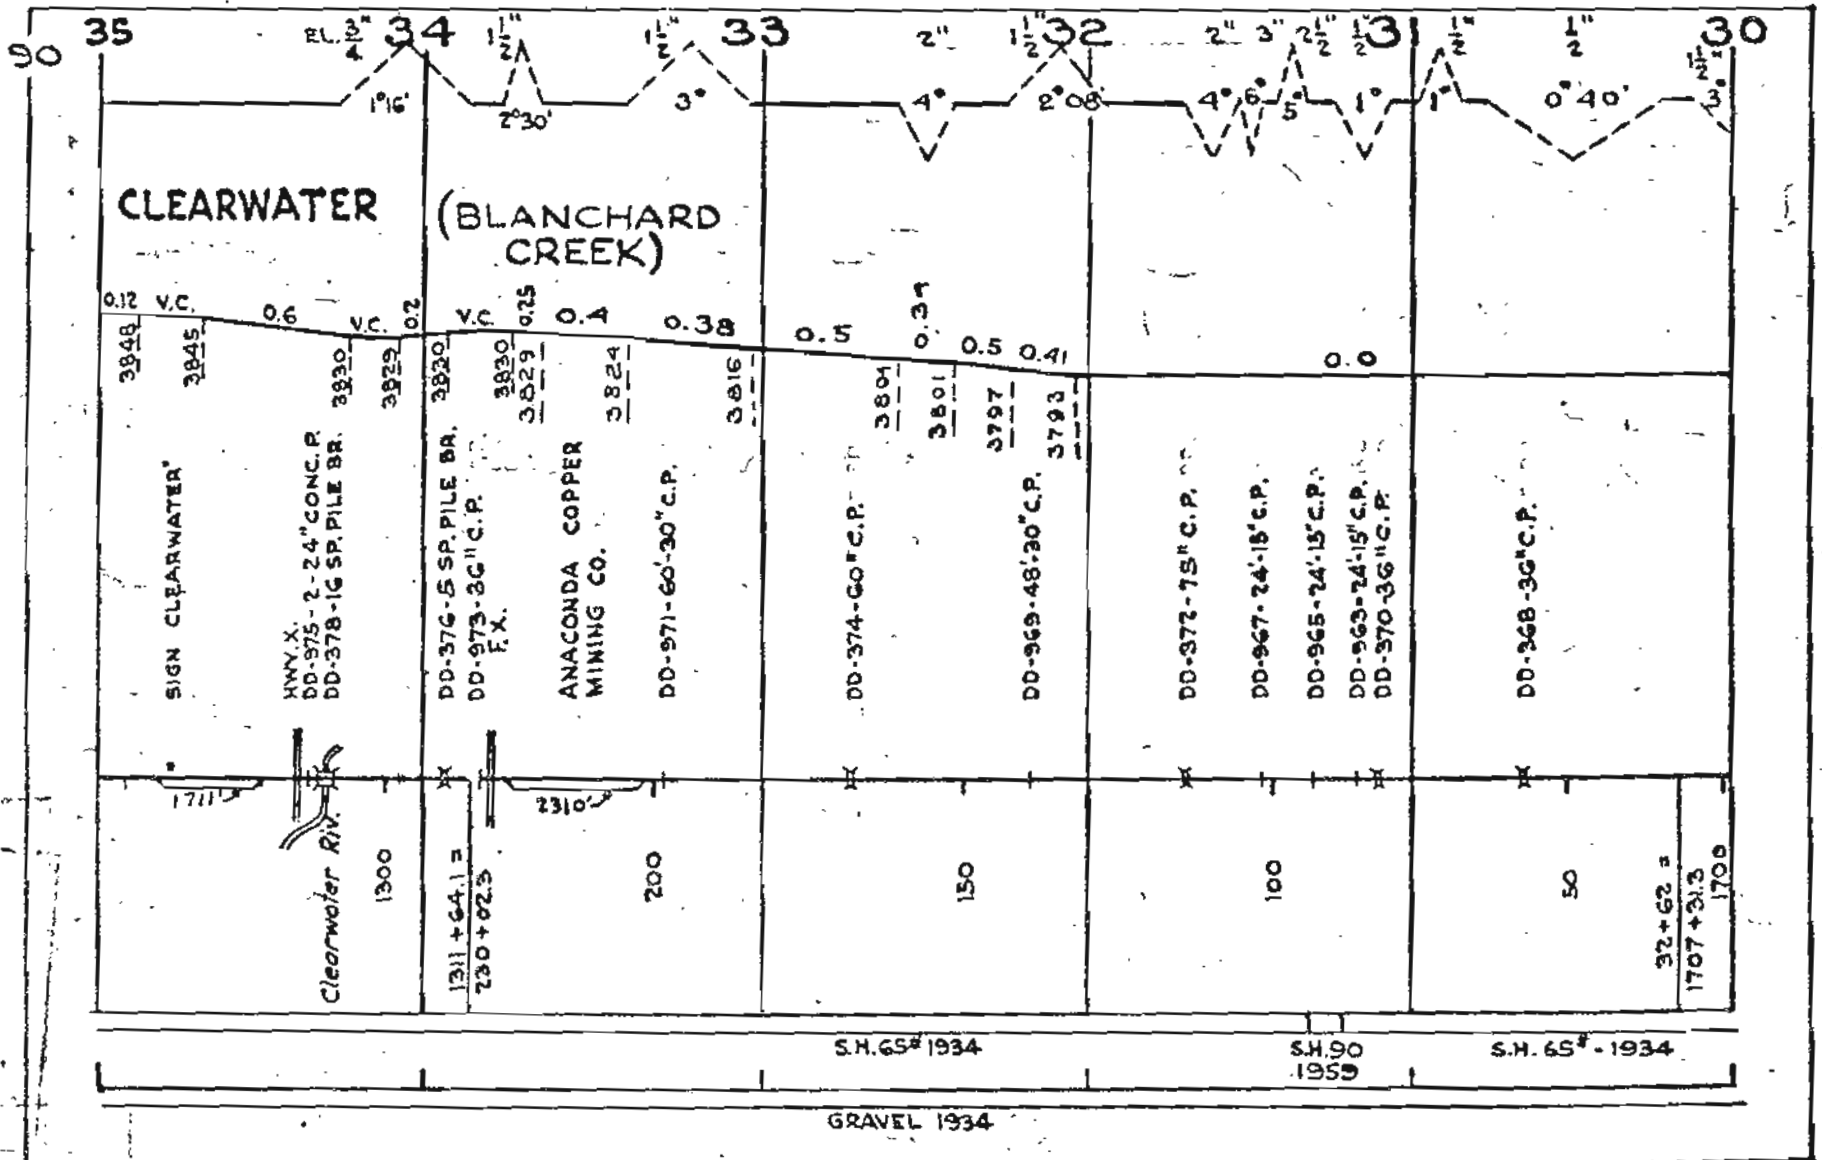 35 34 33 32 31 30
90
EL. 3/4" 1 1/2" 1 1/2" 2" 1 1/2" 2" 3" 2 1/2" 1/2" 1 1/2" 1/2" 1 1/2"
1°16' 2°30' 3° 4° 2°08' 4° 6° 5° 1° 1° 0°40' 3°
CLEARWATER
(BLANCHARD
CREEK)
0.12 V.C. 0.6 V.C. 0.2 V.C. 0.25 0.4 0.38 0.5 0.39 0.5 0.41 0.0
3848 3845 3830 3829 3830 3830 3829 3824 3816 3804 3801 3797 3793
SIGN CLEARWATER"
HWY.X.
DD-975-2-24" CONC.P.
DD-378-16 SP.PILE BR.
DD-376-5 SP.PILE BR.
DD-973-36" C.P.
F.X.
ANACONDA COPPER
MINING CO.
DD-971-60'-30" C.P.
DD-374-60" C.P.
DD-969-48'-30" C.P.
DD-372-75" C.P.
DD-967-24'-15" C.P.
DD-965-24'-15" C.P.
DD-963-24'-15" C.P.
DD-370-36" C.P.
DD-368-36" C.P.
1711' 2310'
Clearwater Riv.
1300
1311+64.1 =
230+02.3
200 150 100 50
32+62 =
1707+31.3
1700
S.H.65# 1934 S.H.90 S.H.65#-1934
1959
GRAVEL 1934